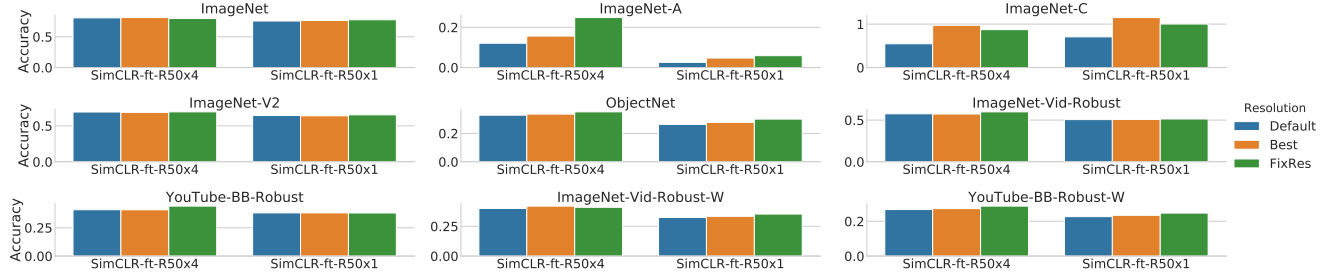 ImageNet
Accuracy
0.5
0.0
SimCLR-ft-R50x4 SimCLR-ft-R50x1
ImageNet-A
0.2
0.0
SimCLR-ft-R50x4 SimCLR-ft-R50x1
ImageNet-C
1
0
SimCLR-ft-R50x4 SimCLR-ft-R50x1
ImageNet-V2
Accuracy
0.5
0.0
SimCLR-ft-R50x4 SimCLR-ft-R50x1
ObjectNet
0.2
0.0
SimCLR-ft-R50x4 SimCLR-ft-R50x1
ImageNet-Vid-Robust
0.5
0
SimCLR-ft-R50x4 SimCLR-ft-R50x1
Resolution
Default
Best
FixRes
YouTube-BB-Robust
Accuracy
0.25
0.00
SimCLR-ft-R50x4 SimCLR-ft-R50x1
ImageNet-Vid-Robust-W
0.25
0.00
SimCLR-ft-R50x4 SimCLR-ft-R50x1
YouTube-BB-Robust-W
0.2
0.0
SimCLR-ft-R50x4 SimCLR-ft-R50x1